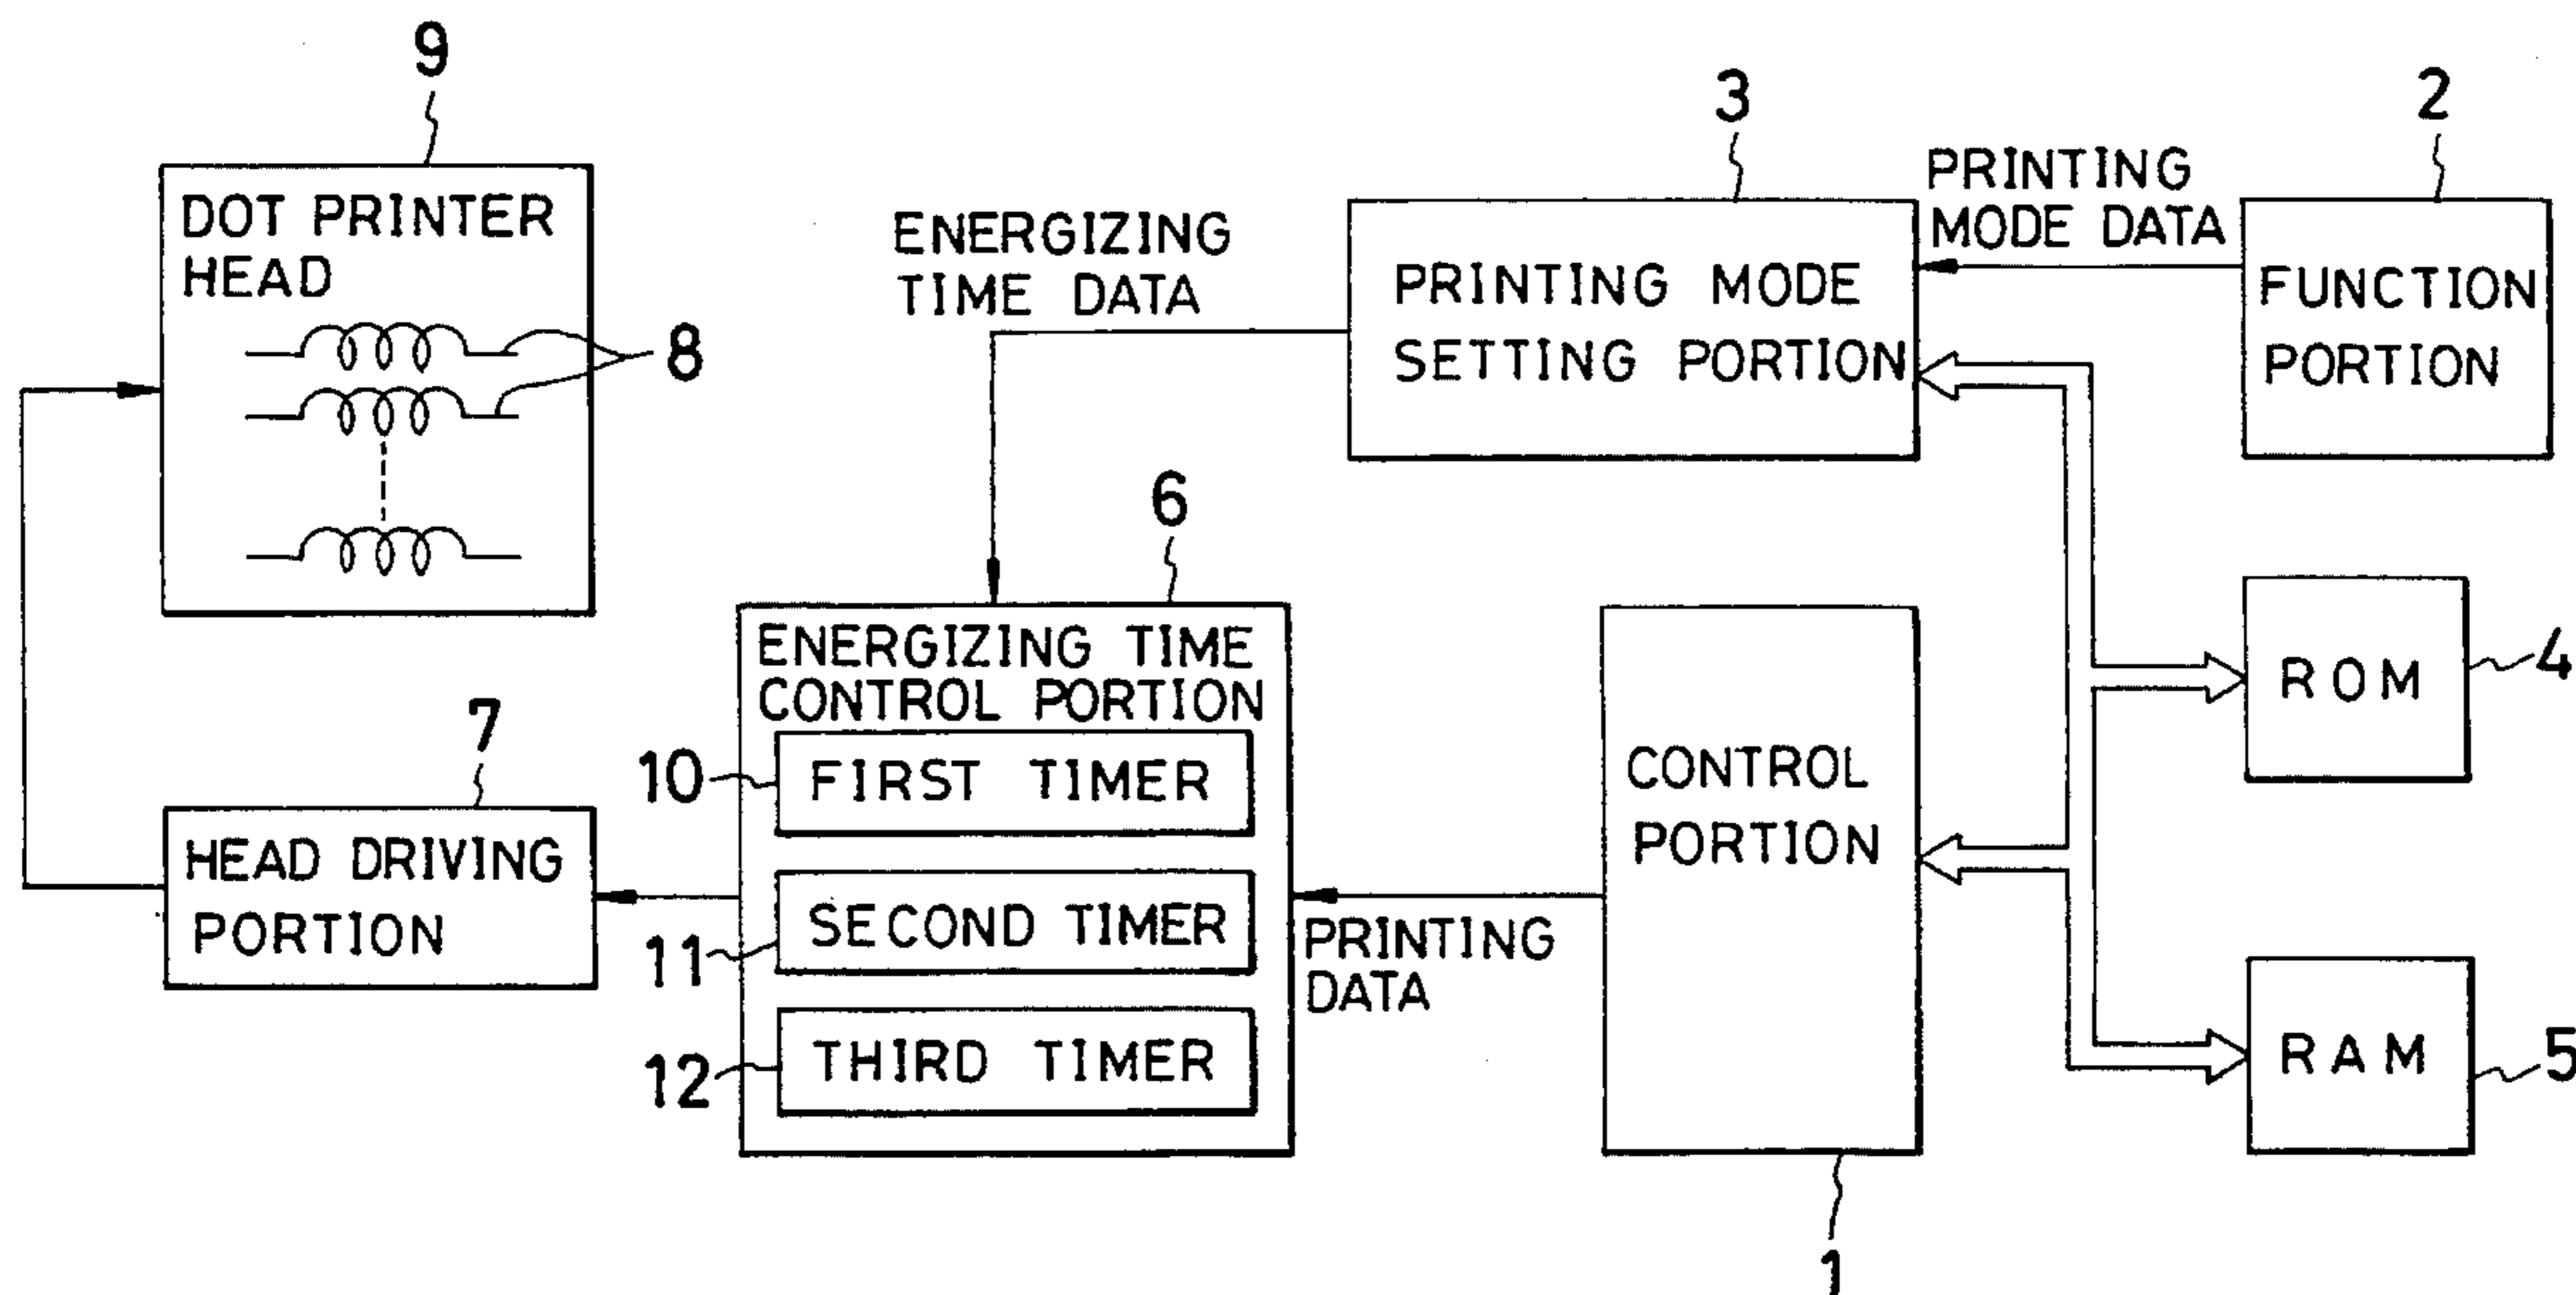 9
DOT PRINTER
HEAD
8
ENERGIZING
TIME DATA
3
PRINTING MODE
SETTING PORTION
PRINTING
MODE DATA
2
FUNCTION
PORTION
6
ENERGIZING TIME
CONTROL PORTION
10
FIRST TIMER
11
SECOND TIMER
12
THIRD TIMER
7
HEAD DRIVING
PORTION
PRINTING
DATA
CONTROL
PORTION
1
ROM
4
RAM
5